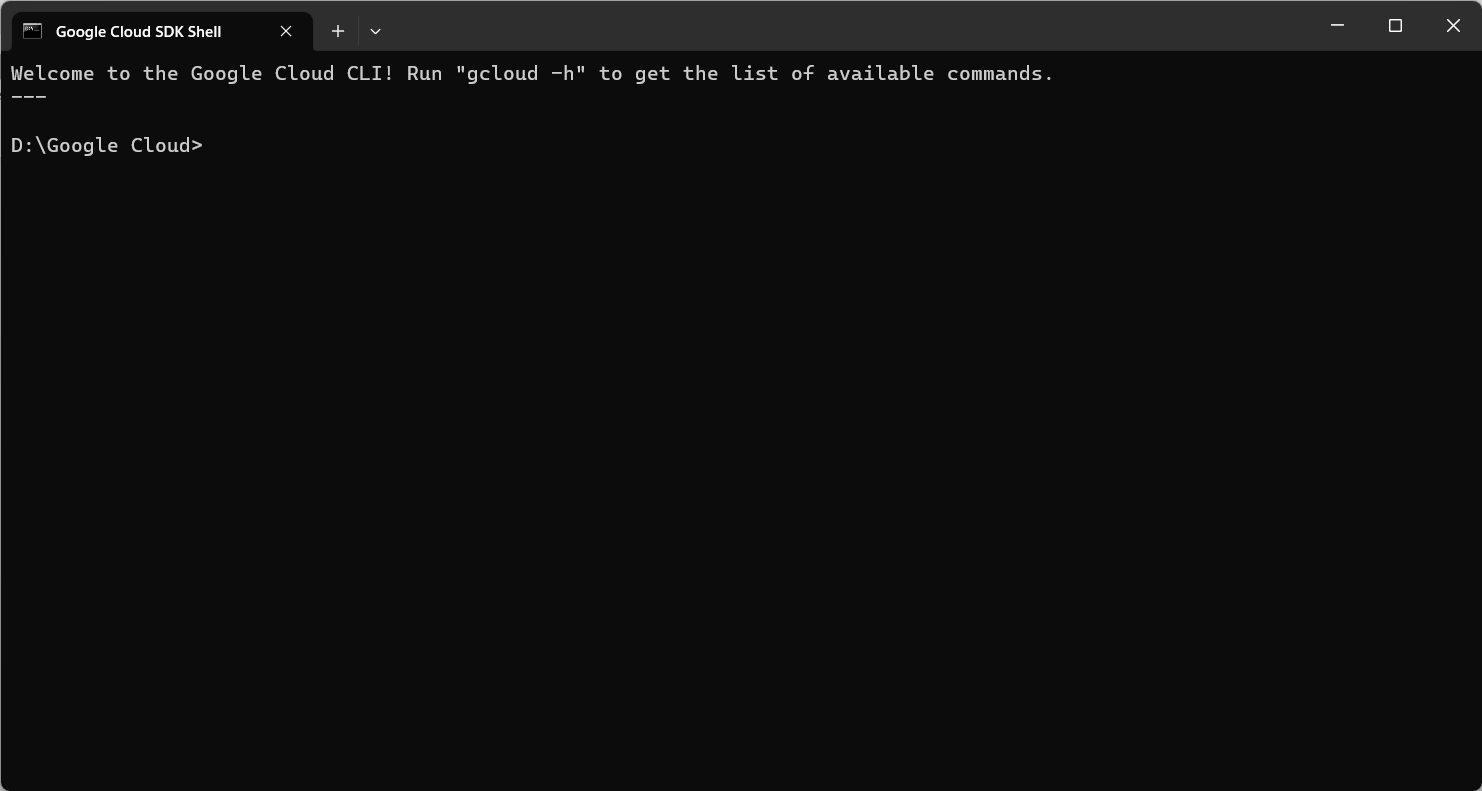 Google Cloud SDK Shell
Welcome to the Google Cloud CLI! Run "gcloud -h" to get the list of available commands.
---
D:\Google Cloud>